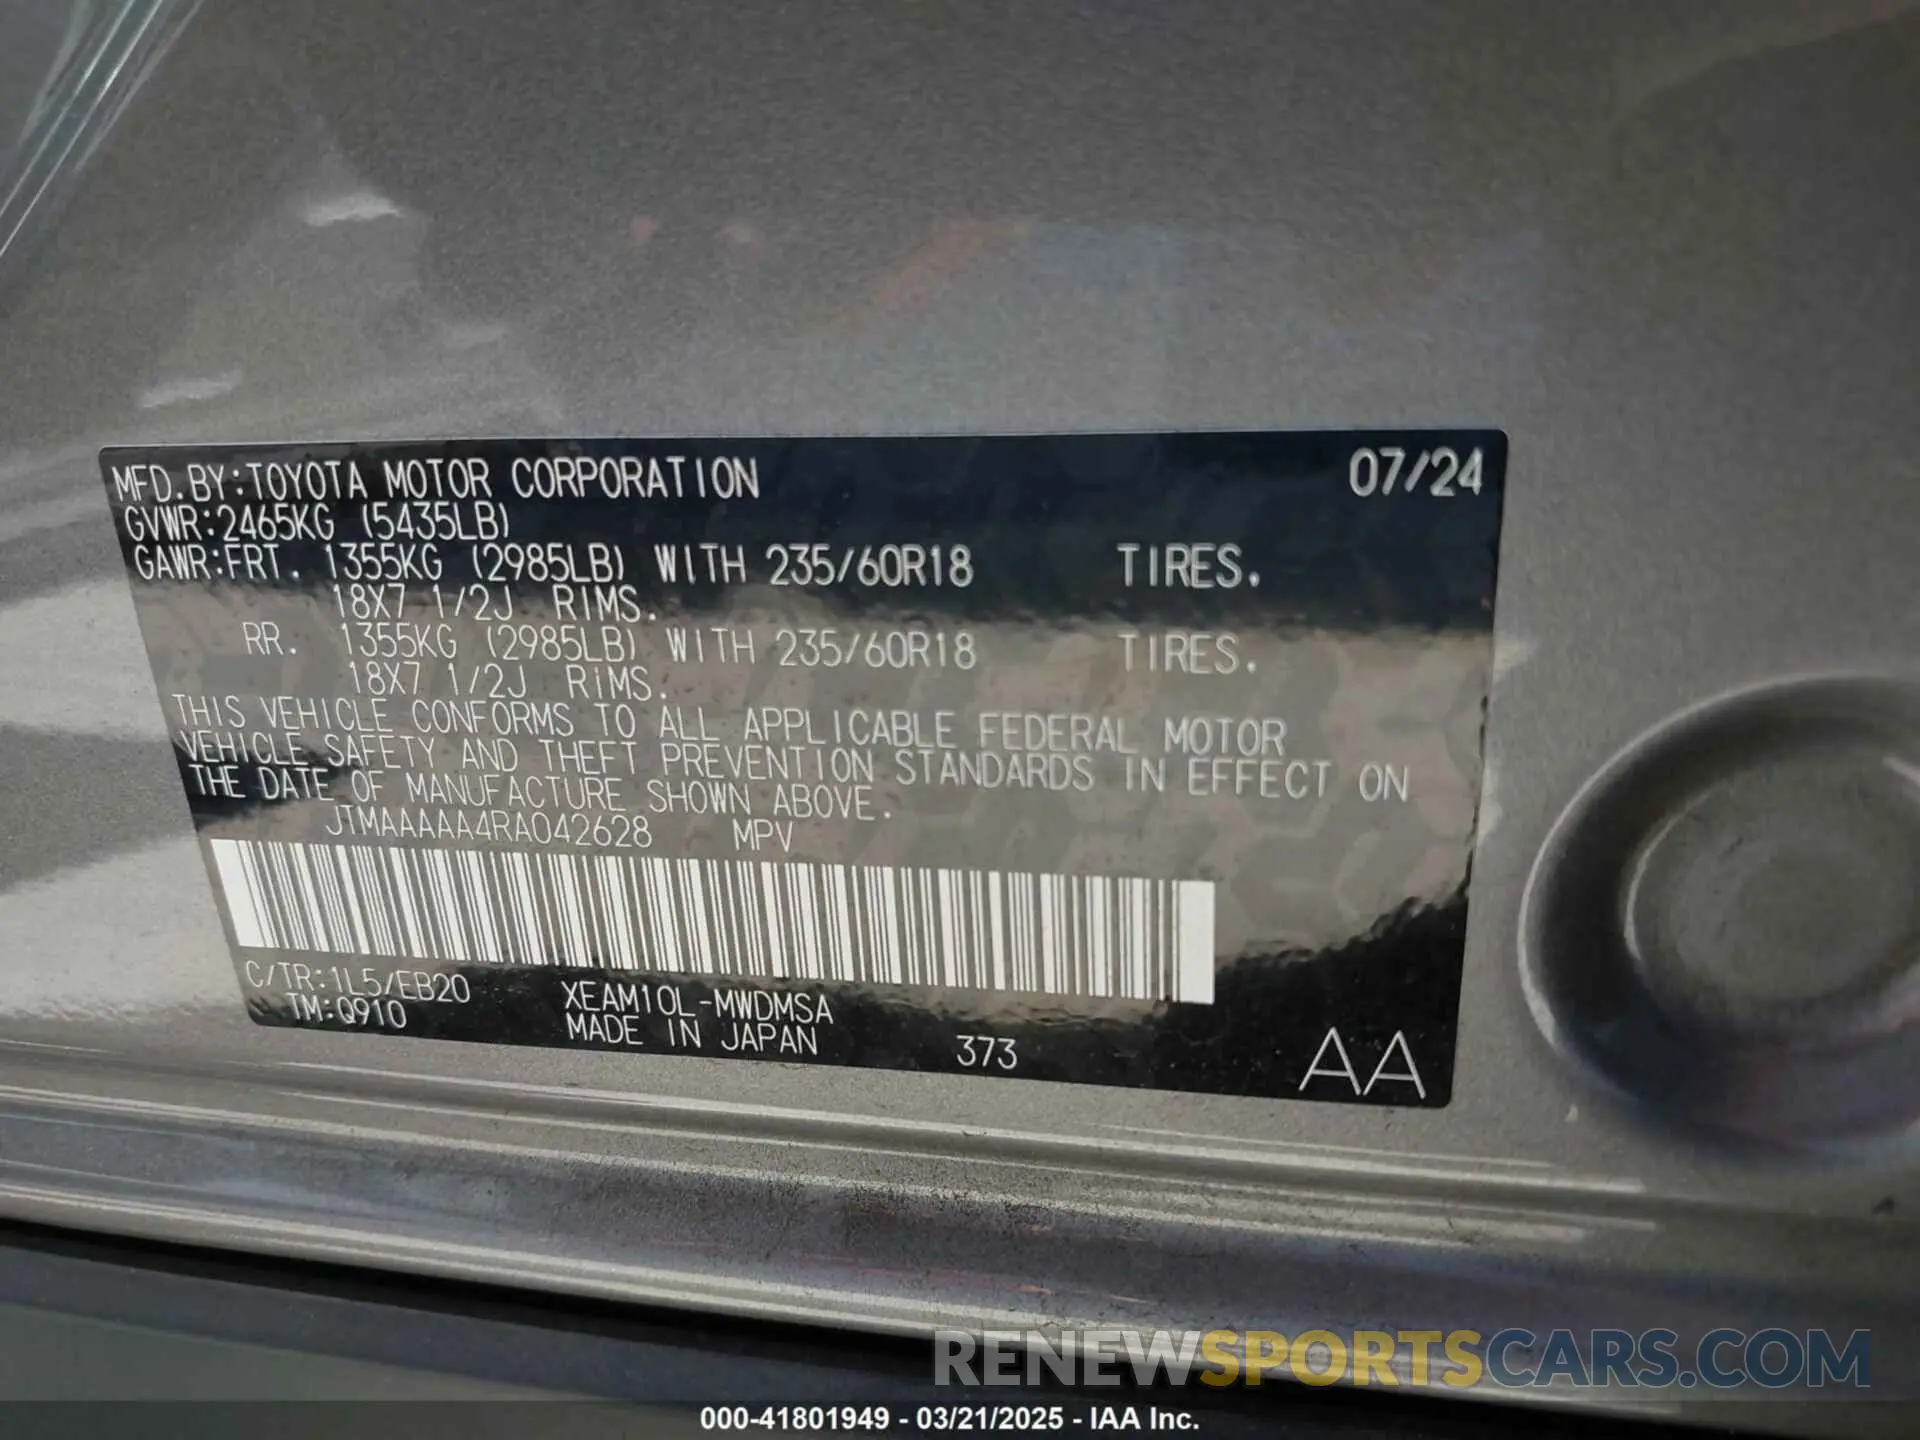 MFD.BY:TOYOTA MOTOR CORPORATION 07/24
GVWR:2465KG (5435LB)
GAWR:FRT. 1355KG (2985LB) WITH 235/60R18 TIRES.
18X7 1/2J RIMS.
RR. 1355KG (2985LB) WITH 235/60R18 TIRES.
18X7 1/2J RIMS.
THIS VEHICLE CONFORMS TO ALL APPLICABLE FEDERAL MOTOR
VEHICLE SAFETY AND THEFT PREVENTION STANDARDS IN EFFECT ON
THE DATE OF MANUFACTURE SHOWN ABOVE.
JTMAAAAA4RA042628 MPV
C/TR:1L5/EB20 XEAM10L-MWDMSA
TM:Q910 MADE IN JAPAN 373 AA
RENEWSPORTSCARS.COM
000-41801949 - 03/21/2025 - IAA Inc.